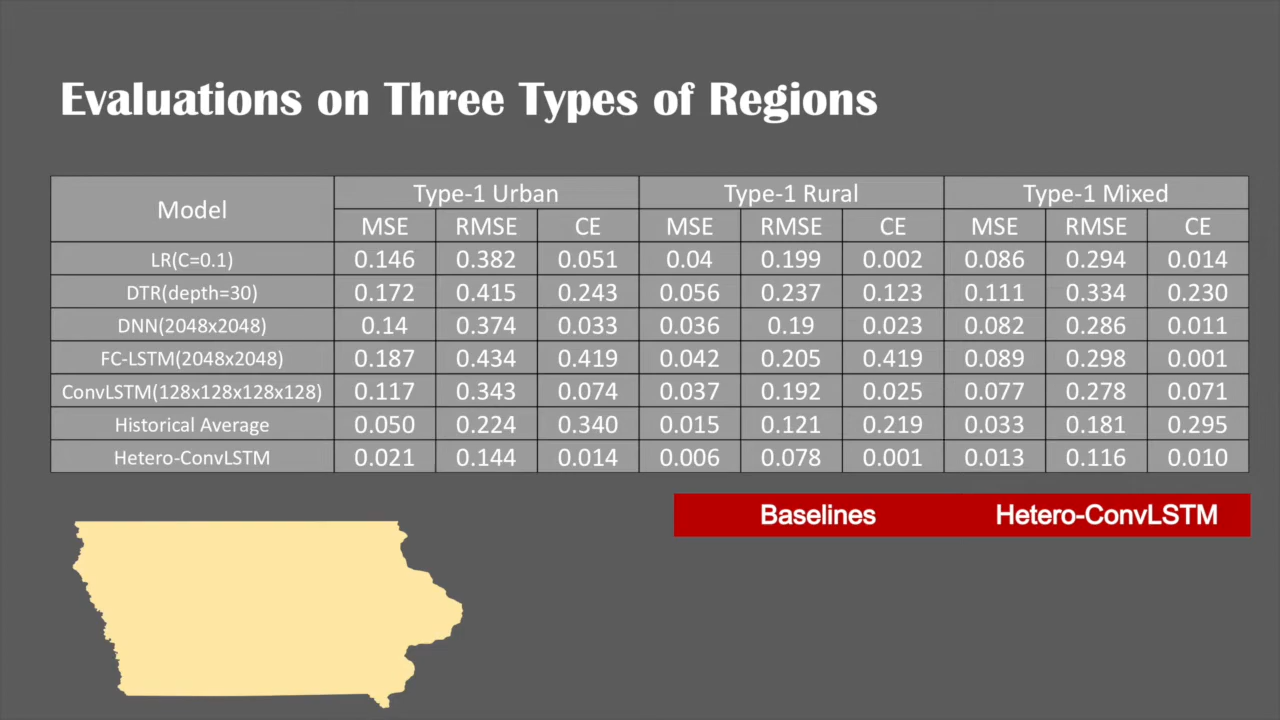 Evaluations on Three Types of Regions
Model Type-1 Urban Type-1 Rural Type-1 Mixed
MSE RMSE CE MSE RMSE CE MSE RMSE CE
LR(C=0.1) 0.146 0.382 0.051 0.04 0.199 0.002 0.086 0.294 0.014
DTR(depth=30) 0.172 0.415 0.243 0.056 0.237 0.123 0.111 0.334 0.230
DNN(2048x2048) 0.14 0.374 0.033 0.036 0.19 0.023 0.082 0.286 0.011
FC-LSTM(2048x2048) 0.187 0.434 0.419 0.042 0.205 0.419 0.089 0.298 0.001
ConvLSTM(128x128x128x128) 0.117 0.343 0.074 0.037 0.192 0.025 0.077 0.278 0.071
Historical Average 0.050 0.224 0.340 0.015 0.121 0.219 0.033 0.181 0.295
Hetero-ConvLSTM 0.021 0.144 0.014 0.006 0.078 0.001 0.013 0.116 0.010
Baselines Hetero-ConvLSTM